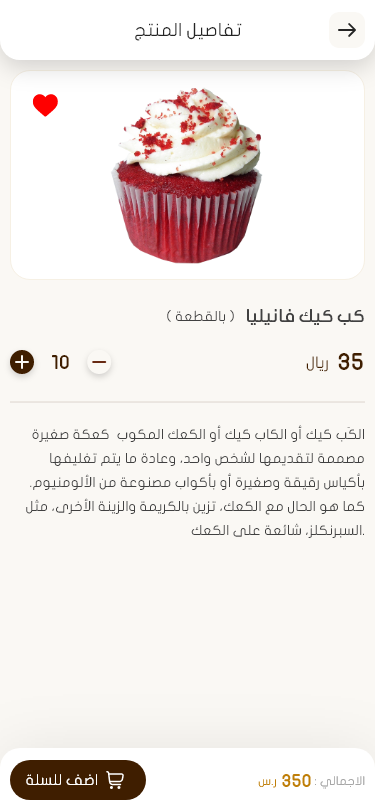 تفاصيل المنتج
كب كيك فانيليا ( بالقطعة )
35 ريال
10
الكَب كيك أو الكاب كيك أو الكعك المكوب كعكة صغيرة
مصممة لتقديمها لشخص واحد، وعادة ما يتم تغليفها
بأكياس رقيقة وصغيرة أو بأكواب مصنوعة من الألومنيوم.
كما هو الحال مع الكعك، تزين بالكريمة والزينة الأخرى، مثل
السبرنكلز، شائعة على الكعك.
الاجمالي : 350 ر.س
اضف للسلة